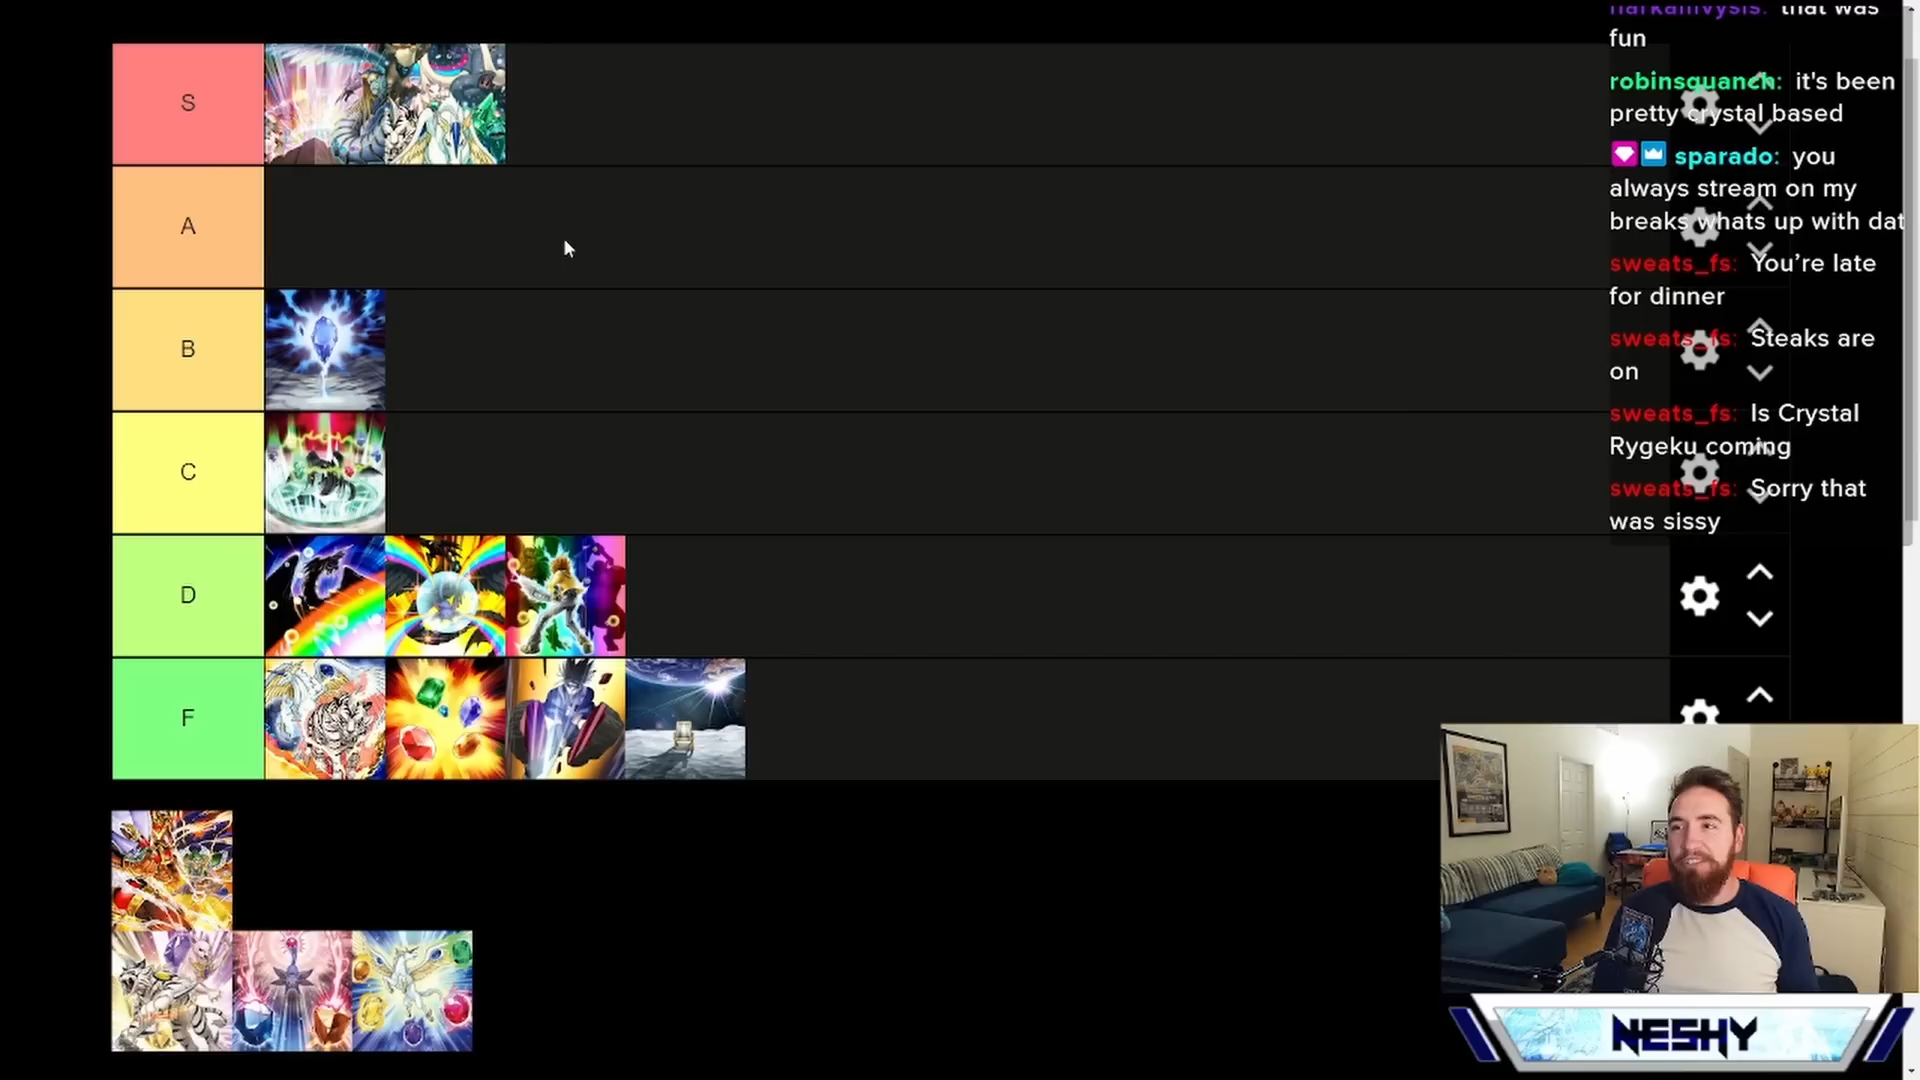 S
A
B
C
D
F
that was
fun
robinsquanch: it's been
pretty crystal based
sparado: you
always stream on my
breaks whats up with dat
sweats_fs: You’re late
for dinner
sweats_fs: Steaks are
on
sweats_fs: Is Crystal
Rygeku coming
sweats_fs: Sorry that
was sissy
NESHY